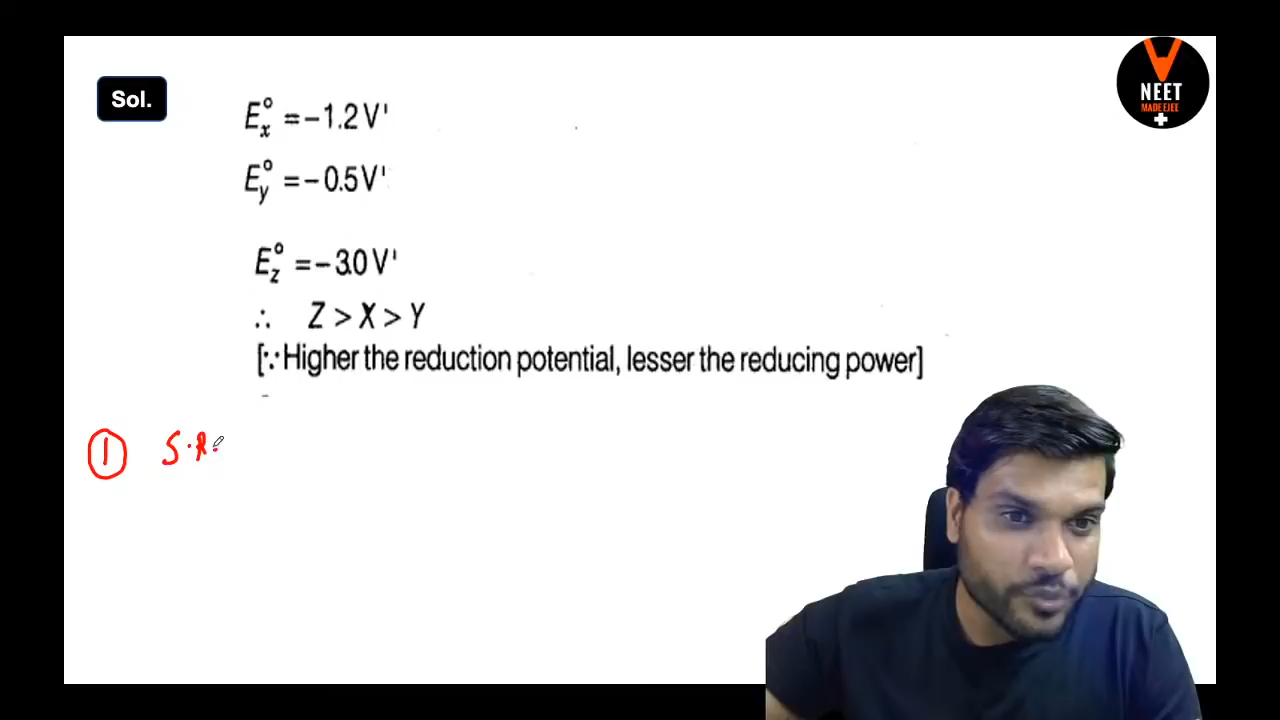 Sol.
NEET
MADE EJEE
E°x = -1.2 V'
E°y = -0.5 V'
E°z = -3.0 V'
∴ Z > X > Y
[∵ Higher the reduction potential, lesser the reducing power]
① S.R